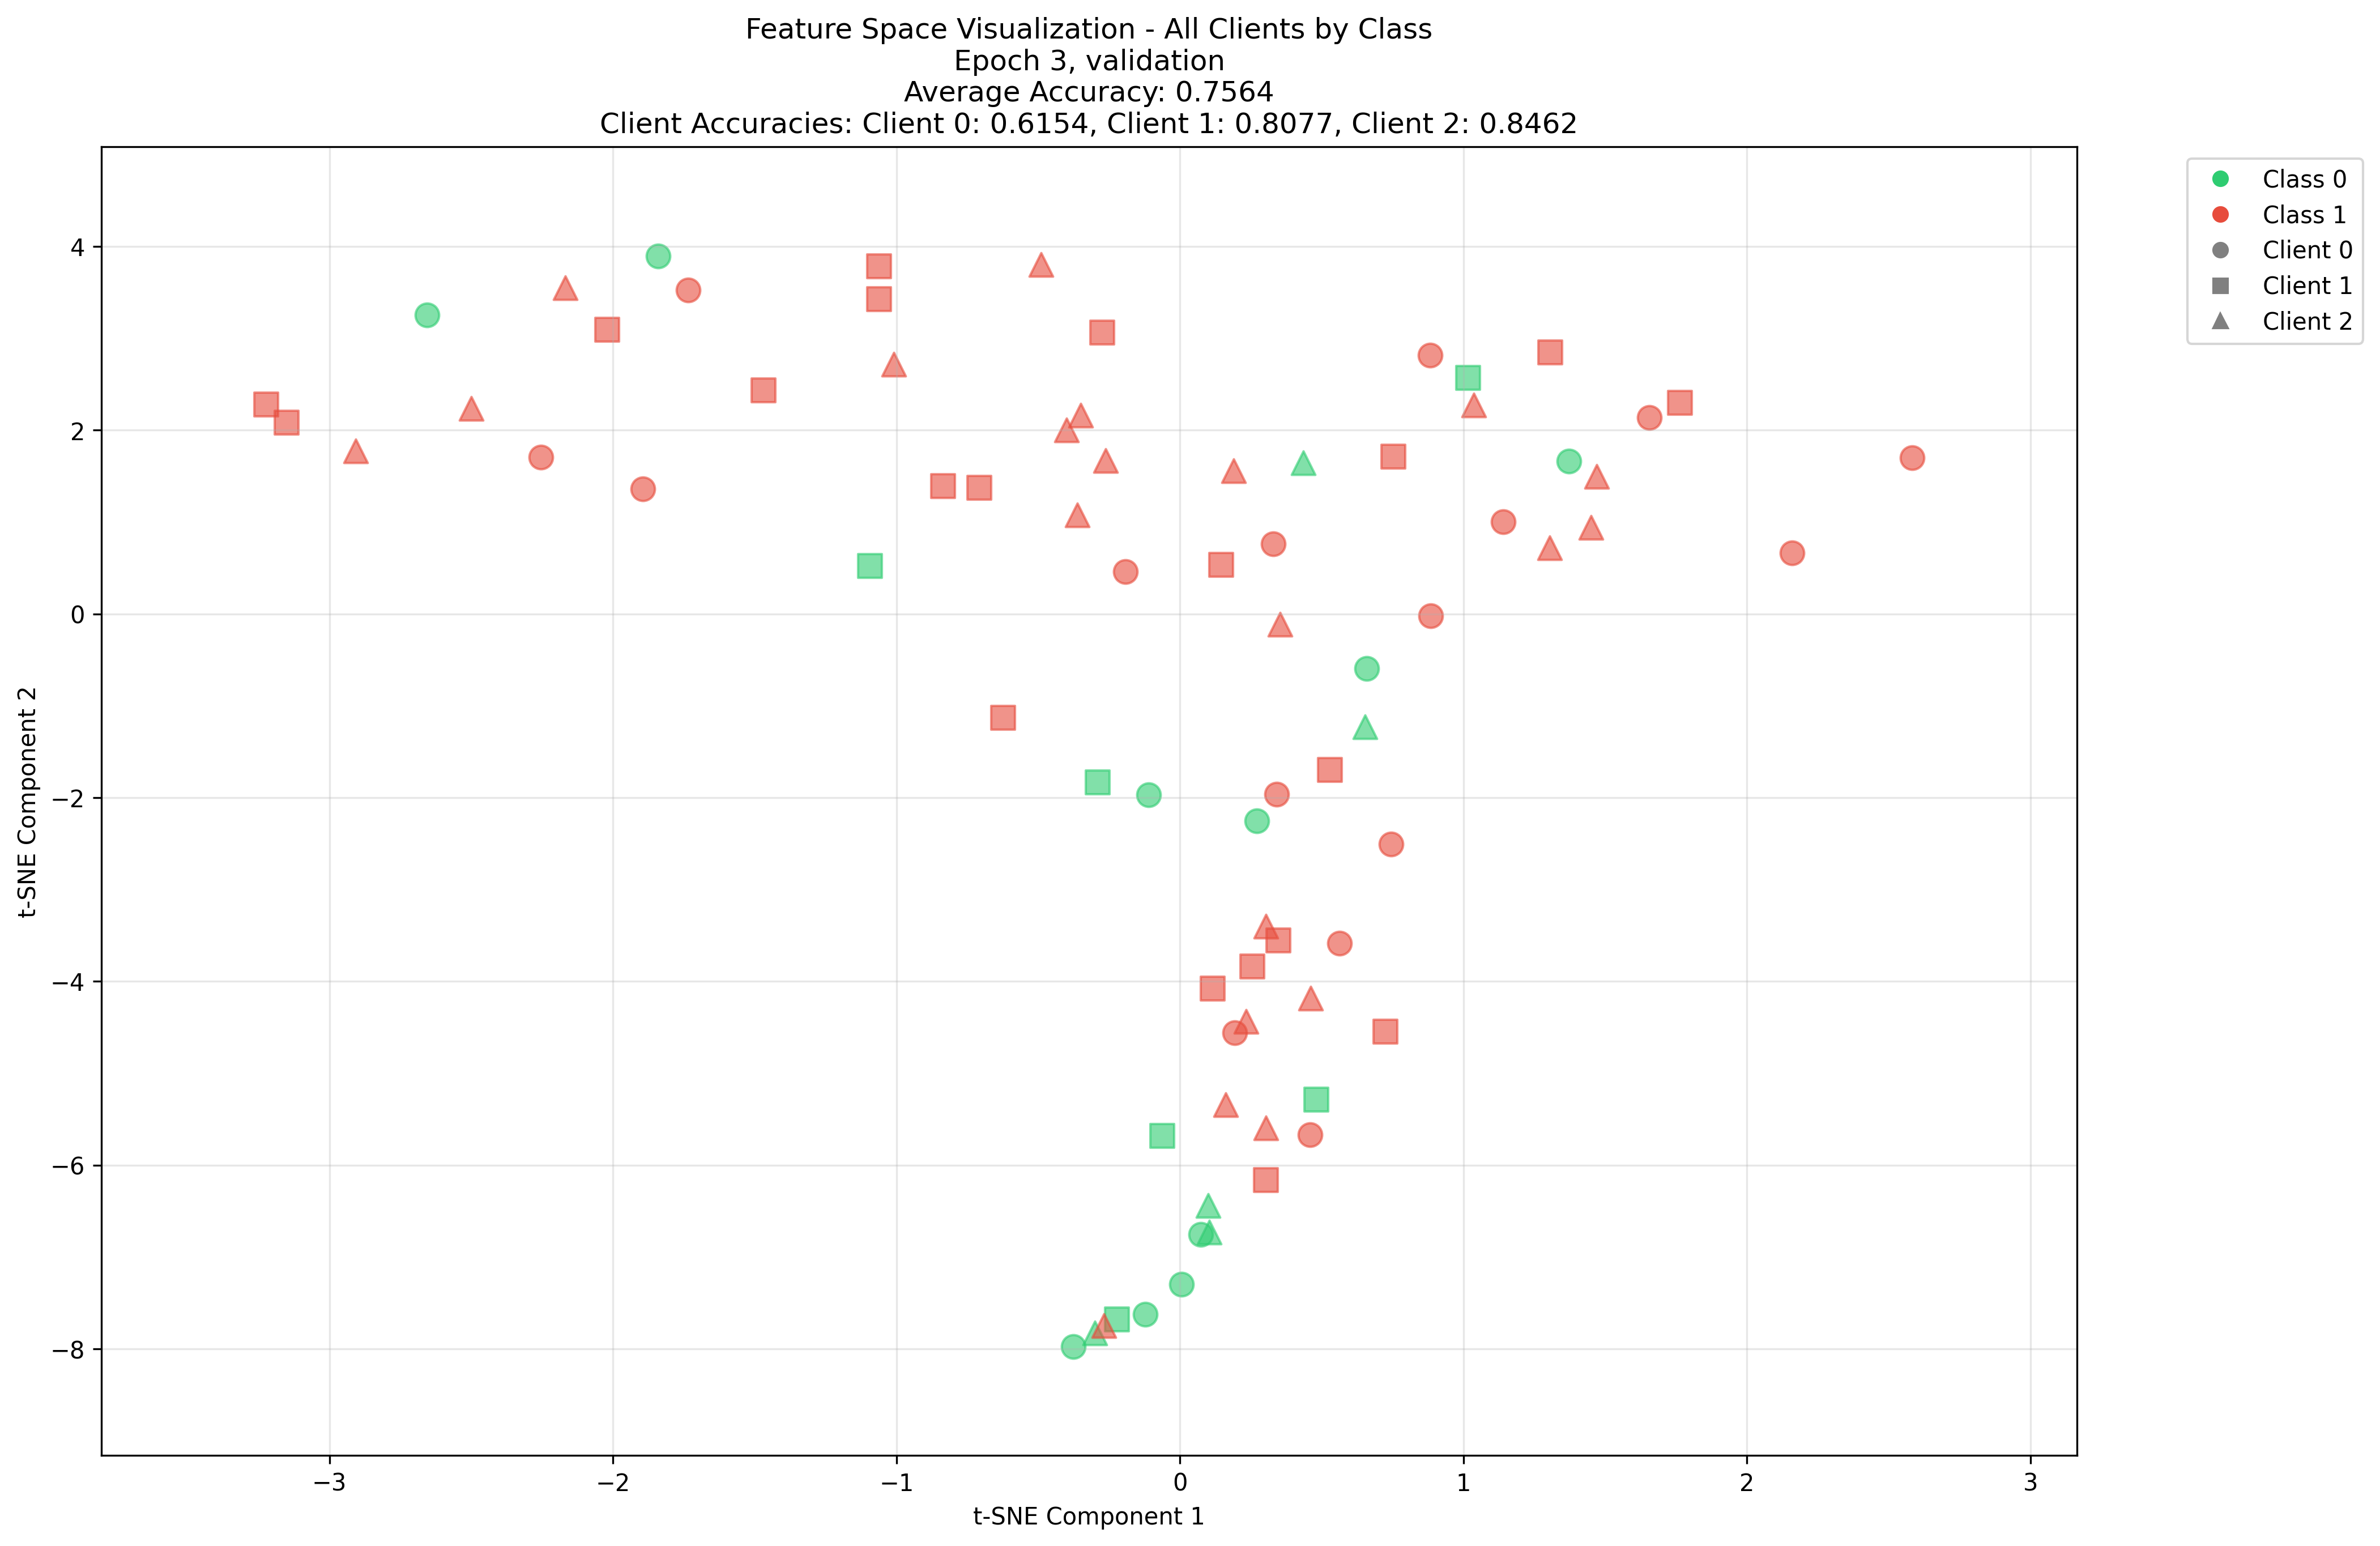 Feature Space Visualization - All Clients by Class
Epoch 3, validation
Average Accuracy: 0.7564
Client Accuracies: Client 0: 0.6154, Client 1: 0.8077, Client 2: 0.8462
Class 0
Class 1
Client 0
Client 1
Client 2
t-SNE Component 2
4
2
0
−2
−4
−6
−8
−3
−2
−1
0
1
2
3
t-SNE Component 1